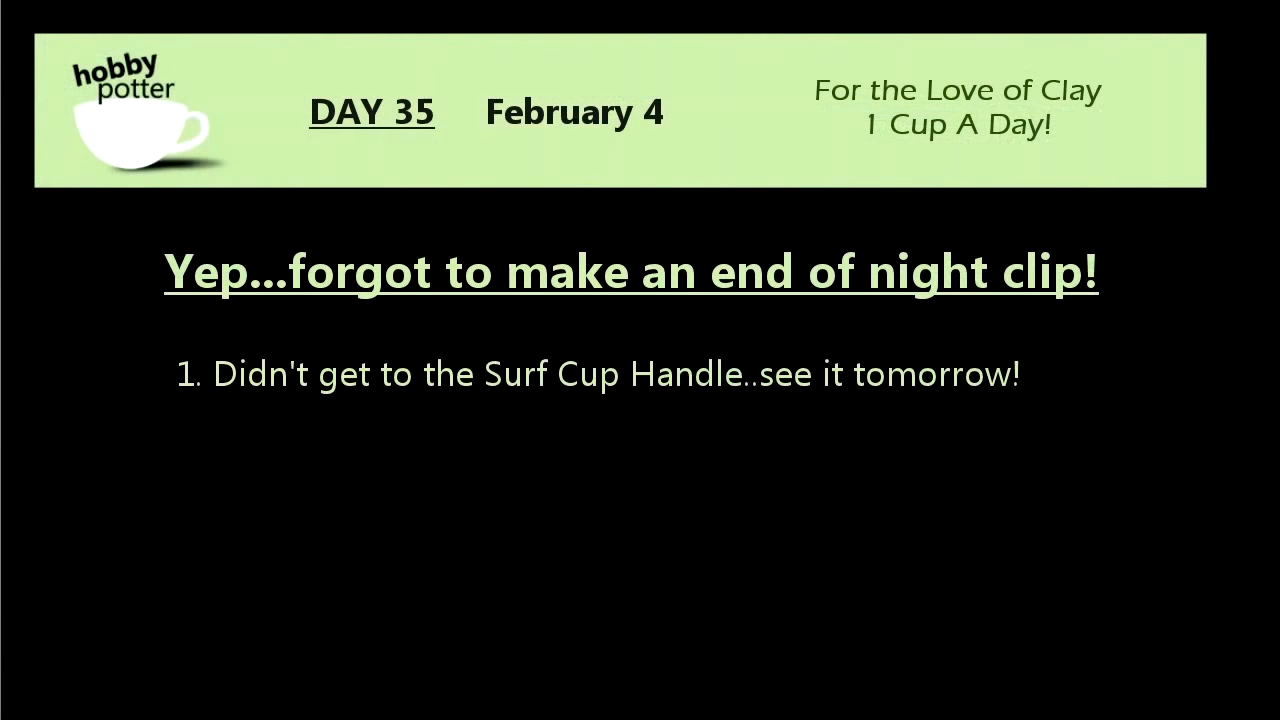 hobby
potter
DAY 35 February 4
For the Love of Clay
1 Cup A Day!
Yep...forgot to make an end of night clip!
1. Didn't get to the Surf Cup Handle..see it tomorrow!